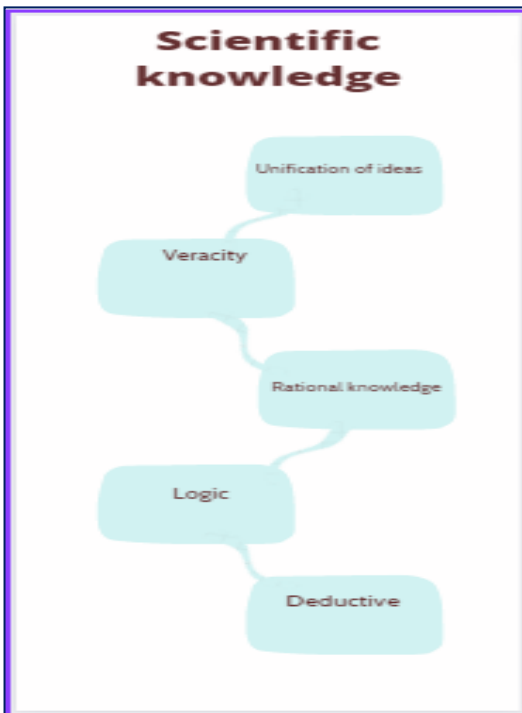 Scientific
knowledge
Unification of ideas
Veracity
Rational knowledge
Logic
Deductive